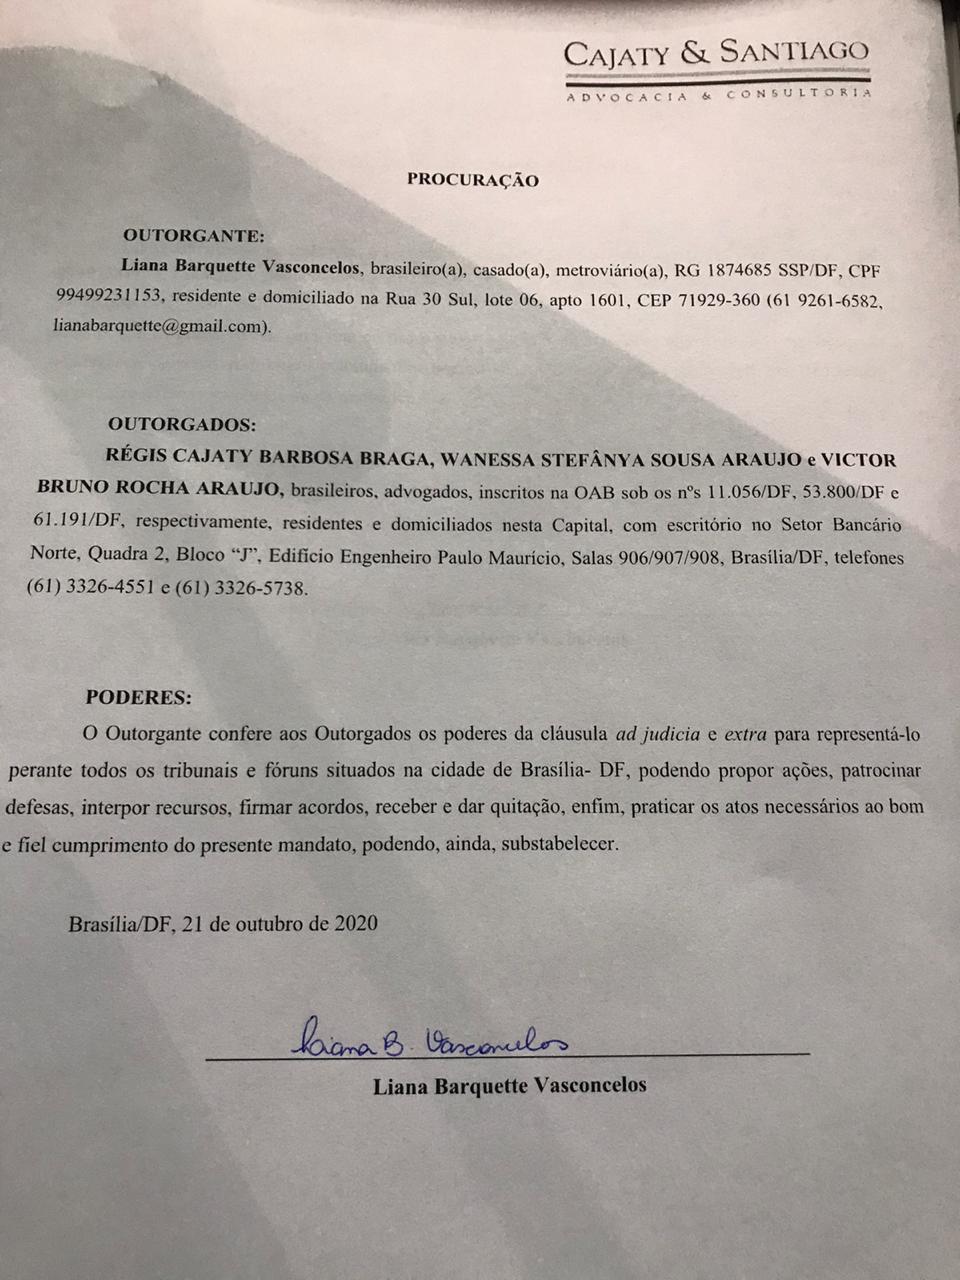 CAJATY & SANTIAGO
ADVOCACIA & CONSULTORIA
PROCURAÇÃO
OUTORGANTE:
Liana Barquette Vasconcelos, brasileiro(a), casado(a), metroviário(a), RG 1874685 SSP/DF, CPF
99499231153, residente e domiciliado na Rua 30 Sul, lote 06, apto 1601, CEP 71929-360 (61 9261-6582,
lianabarquette@gmail.com).
OUTORGADOS:
RÉGIS CAJATY BARBOSA BRAGA, WANESSA STEFÂNYA SOUSA ARAUJO e VICTOR
BRUNO ROCHA ARAUJO, brasileiros, advogados, inscritos na OAB sob os nºs 11.056/DF, 53.800/DF e
61.191/DF, respectivamente, residentes e domiciliados nesta Capital, com escritório no Setor Bancário
Norte, Quadra 2, Bloco “J”, Edifício Engenheiro Paulo Maurício, Salas 906/907/908, Brasília/DF, telefones
(61) 3326-4551 e (61) 3326-5738.
PODERES:
O Outorgante confere aos Outorgados os poderes da cláusula ad judicia e extra para representá-lo
perante todos os tribunais e fóruns situados na cidade de Brasília- DF, podendo propor ações, patrocinar
defesas, interpor recursos, firmar acordos, receber e dar quitação, enfim, praticar os atos necessários ao bom
e fiel cumprimento do presente mandato, podendo, ainda, substabelecer.
Brasília/DF, 21 de outubro de 2020
Liana B. Vasconcelos
Liana Barquette Vasconcelos